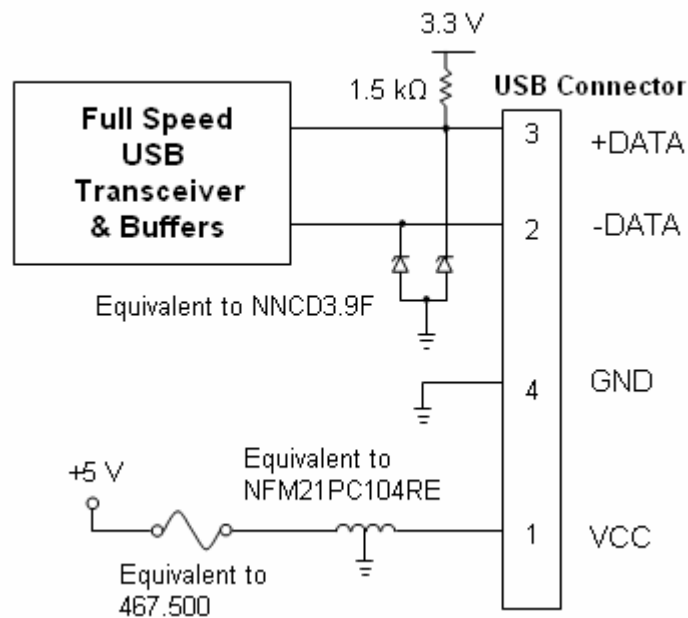 3.3 V
1.5 kΩ
USB Connector
Full Speed
USB
Transceiver
& Buffers
3
+DATA
2
-DATA
Equivalent to NNCD3.9F
4
GND
+5 V
Equivalent to
NFM21PC104RE
1
VCC
Equivalent to
467.500